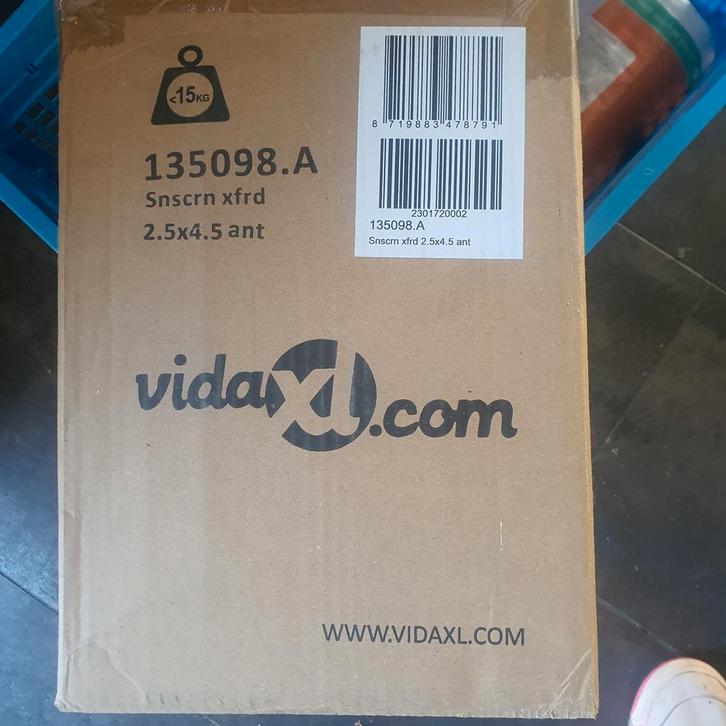 <15KG
135098.A
Snscrn xfrd
2.5x4.5 ant
8 719883 478791
2301720002
135098.A
Snscrn xfrd 2.5x4.5 ant
vidaXL.com
WWW.VIDAXL.COM